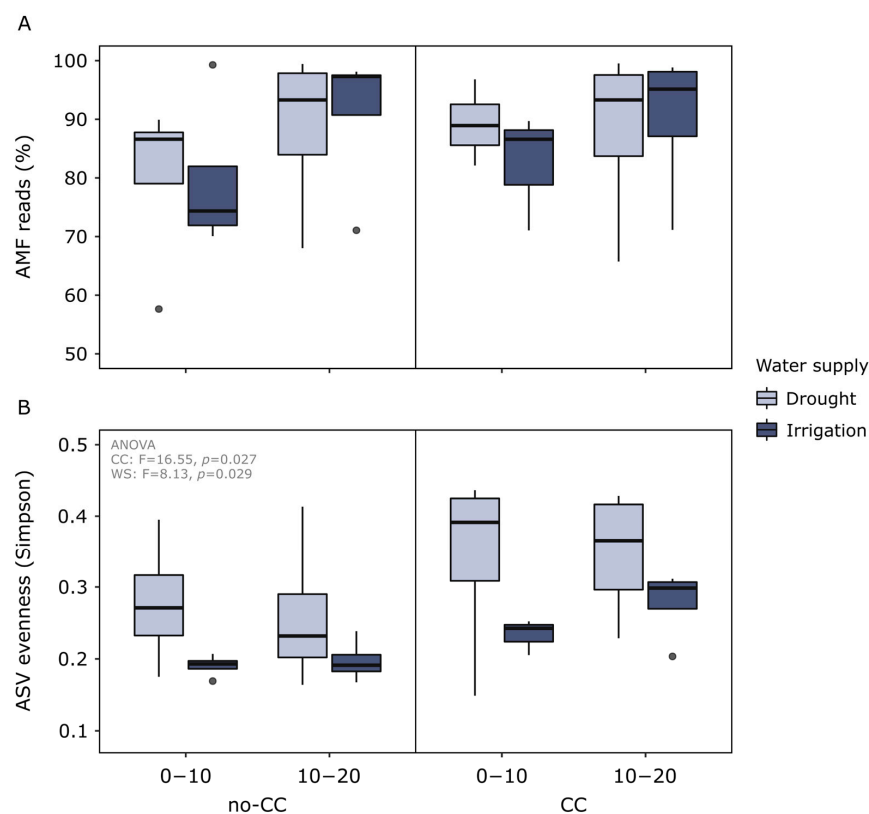 A
100
90
80
70
60
50
AMF reads (%)
Water supply
Drought
Irrigation
B
ANOVA
CC: F=16.55, p=0.027
WS: F=8.13, p=0.029
0.5
0.4
0.3
0.2
0.1
ASV evenness (Simpson)
0−10 10−20 0−10 10−20
no-CC CC